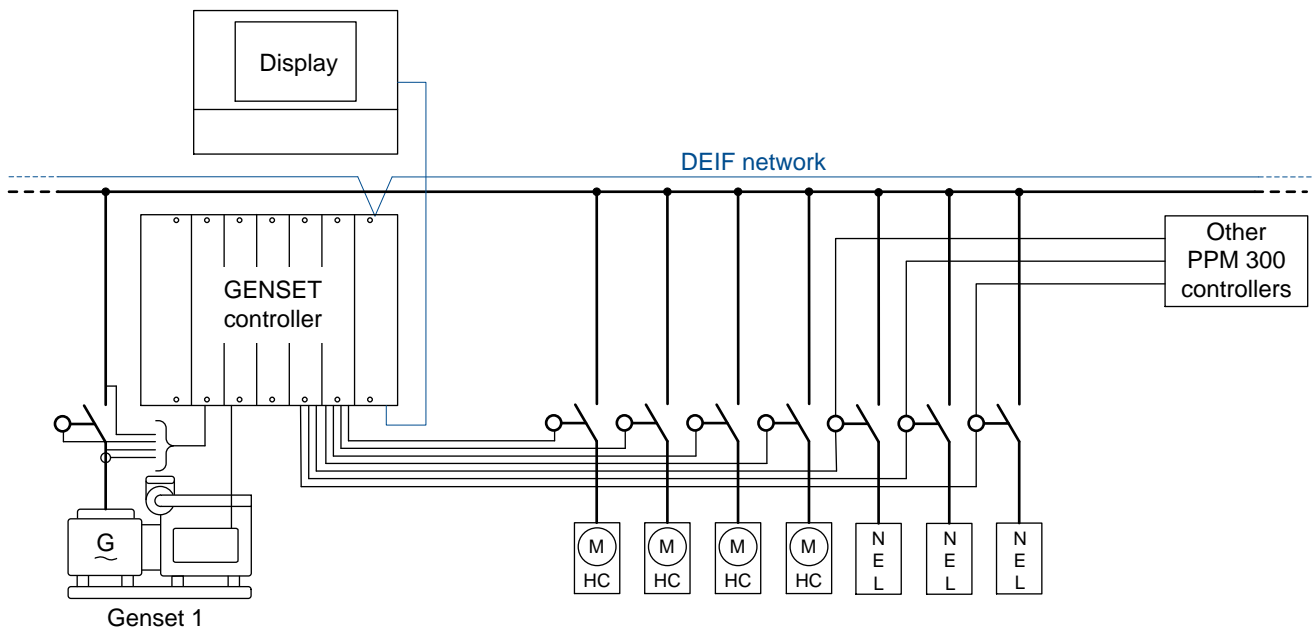 Display
DEIF network
GENSET
controller
Other
PPM 300
controllers
G
M
HC
M
HC
M
HC
M
HC
N
E
L
N
E
L
N
E
L
Genset 1